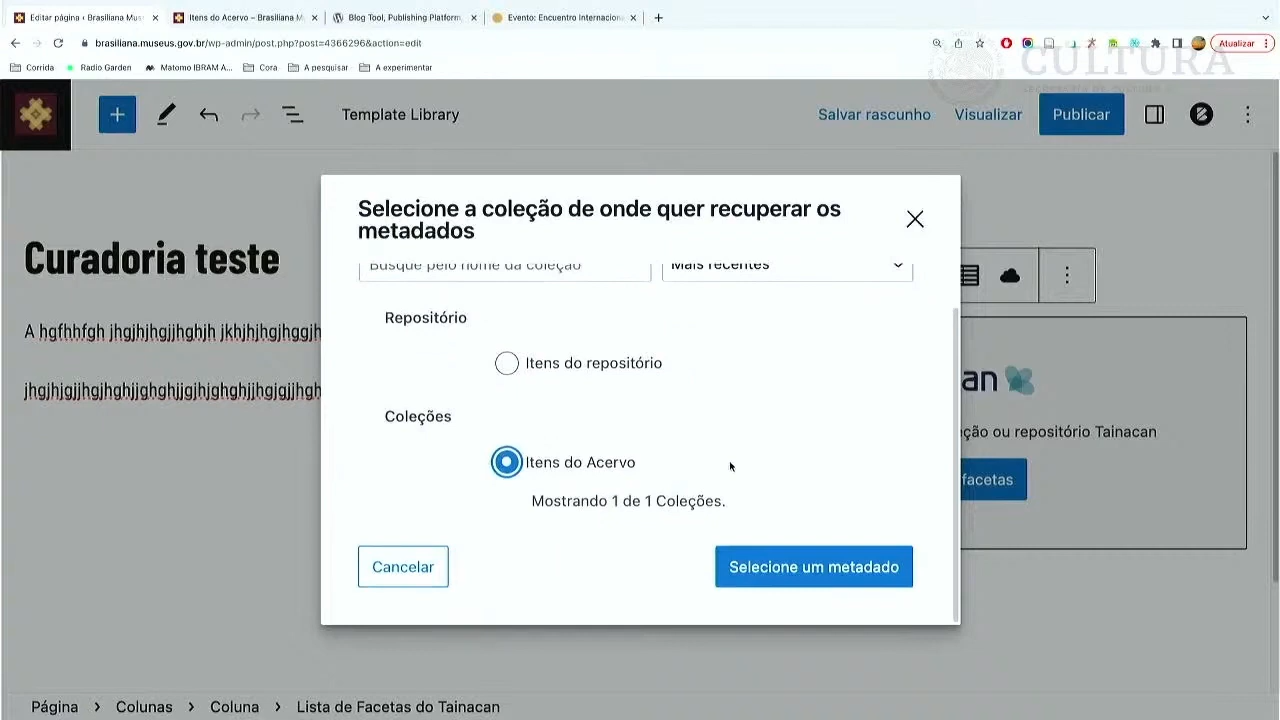 Editar página ‹ Brasiliana Mus
Itens do Acervo – Brasiliana M
Blog Tool, Publishing Platform,
Evento: Encuentro Internacion
brasiliana.museus.gov.br/wp-admin/post.php?post=4366296&action=edit
Atualizar
Corrida
Radio Garden
Matomo IBRAM A...
Cora
A pesquisar
A experimentar
CULTURA
Template Library
Salvar rascunho
Visualizar
Publicar
Selecione a coleção de onde quer recuperar os
metadados
Busque pelo nome da coleção
Mais recentes
Curadoria teste
Repositório
A hgfhhfgh jhgjhjhgjjhghjh jkhjhjhgjhggjh
Itens do repositório
an
jhgjhjgjjhgjhghjjghghjjgjhjghghjjhgjgjjhgh
Coleções
ção ou repositório Tainacan
Itens do Acervo
facetas
Mostrando 1 de 1 Coleções.
Cancelar
Selecione um metadado
Página
Colunas
Coluna
Lista de Facetas do Tainacan